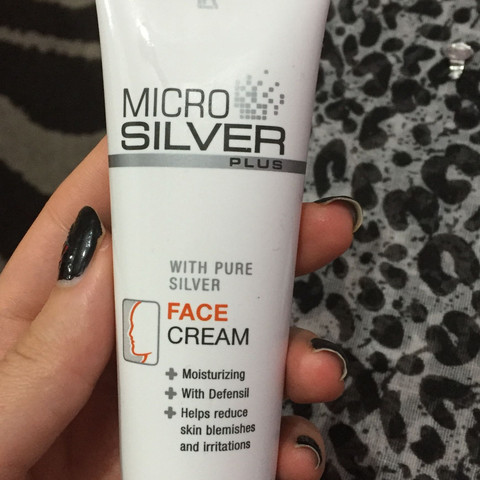 MICRO
SILVER
PLUS
WITH PURE
SILVER
FACE
CREAM
Moisturizing
With Defensil
Helps reduce
skin blemishes
and irritations